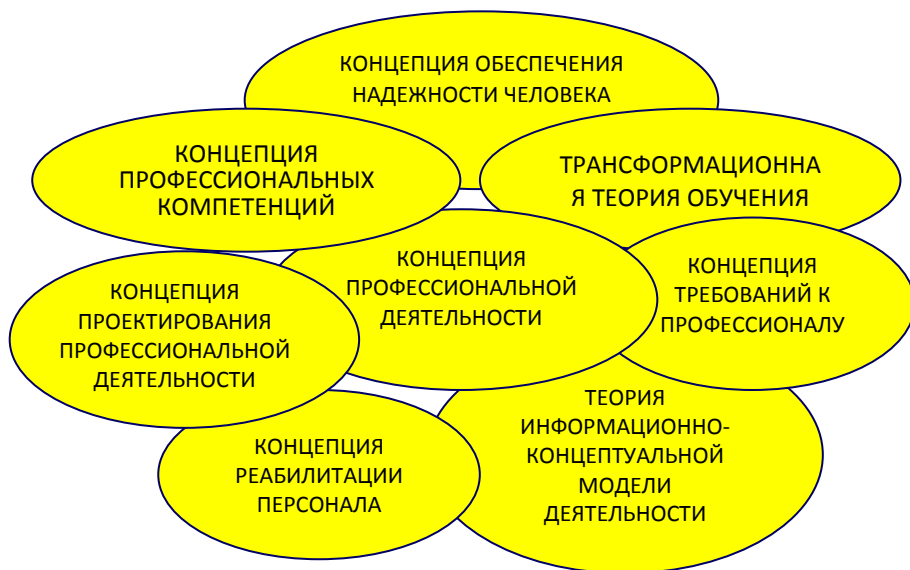 КОНЦЕПЦИЯ ОБЕСПЕЧЕНИЯ
НАДЕЖНОСТИ ЧЕЛОВЕКА
КОНЦЕПЦИЯ
ПРОФЕССИОНАЛЬНЫХ
КОМПЕТЕНЦИЙ
ТРАНСФОРМАЦИОННА
Я ТЕОРИЯ ОБУЧЕНИЯ
КОНЦЕПЦИЯ
ПРОФЕССИОНАЛЬНОЙ
ДЕЯТЕЛЬНОСТИ
КОНЦЕПЦИЯ
ТРЕБОВАНИЙ К
ПРОФЕССИОНАЛУ
КОНЦЕПЦИЯ
ПРОЕКТИРОВАНИЯ
ПРОФЕССИОНАЛЬНОЙ
ДЕЯТЕЛЬНОСТИ
КОНЦЕПЦИЯ
РЕАБИЛИТАЦИИ
ПЕРСОНАЛА
ТЕОРИЯ
ИНФОРМАЦИОННО-
КОНЦЕПТУАЛЬНОЙ
МОДЕЛИ
ДЕЯТЕЛЬНОСТИ